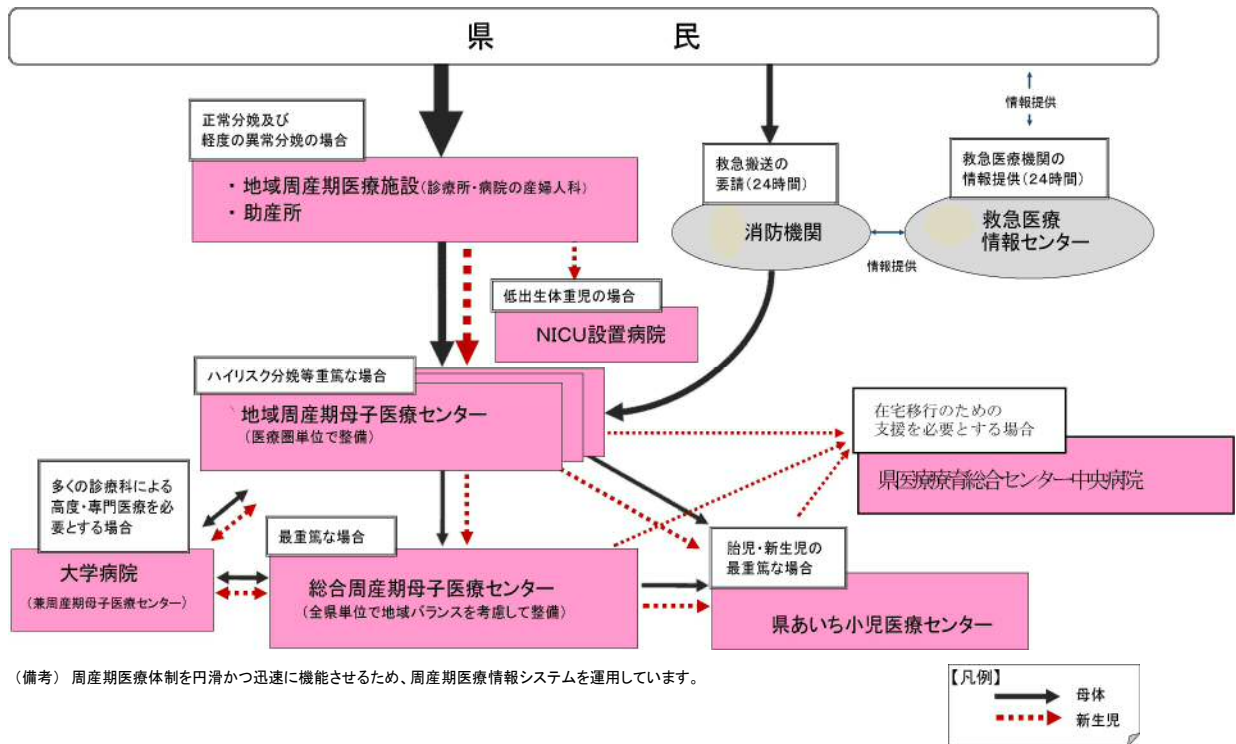 県 民
情報提供
正常分娩及び
軽度の異常分娩の場合
・地域周産期医療施設(診療所・病院の産婦人科)
・助産所
救急搬送の
要請(24時間)
消防機関
救急医療機関の
情報提供(24時間)
救急医療
情報センター
情報提供
低出生体重児の場合
NICU設置病院
ハイリスク分娩等重篤な場合
地域周産期母子医療センター
(医療圏単位で整備)
在宅移行のための
支援を必要とする場合
県医療療育総合センター中央病院
多くの診療科による
高度・専門医療を必
要とする場合
大学病院
(兼周産期母子医療センター)
最重篤な場合
総合周産期母子医療センター
(全県単位で地域バランスを考慮して整備)
胎児・新生児の
最重篤な場合
県あいち小児医療センター
(備考) 周産期医療体制を円滑かつ迅速に機能させるため、周産期医療情報システムを運用しています。
【凡例】
母体
新生児